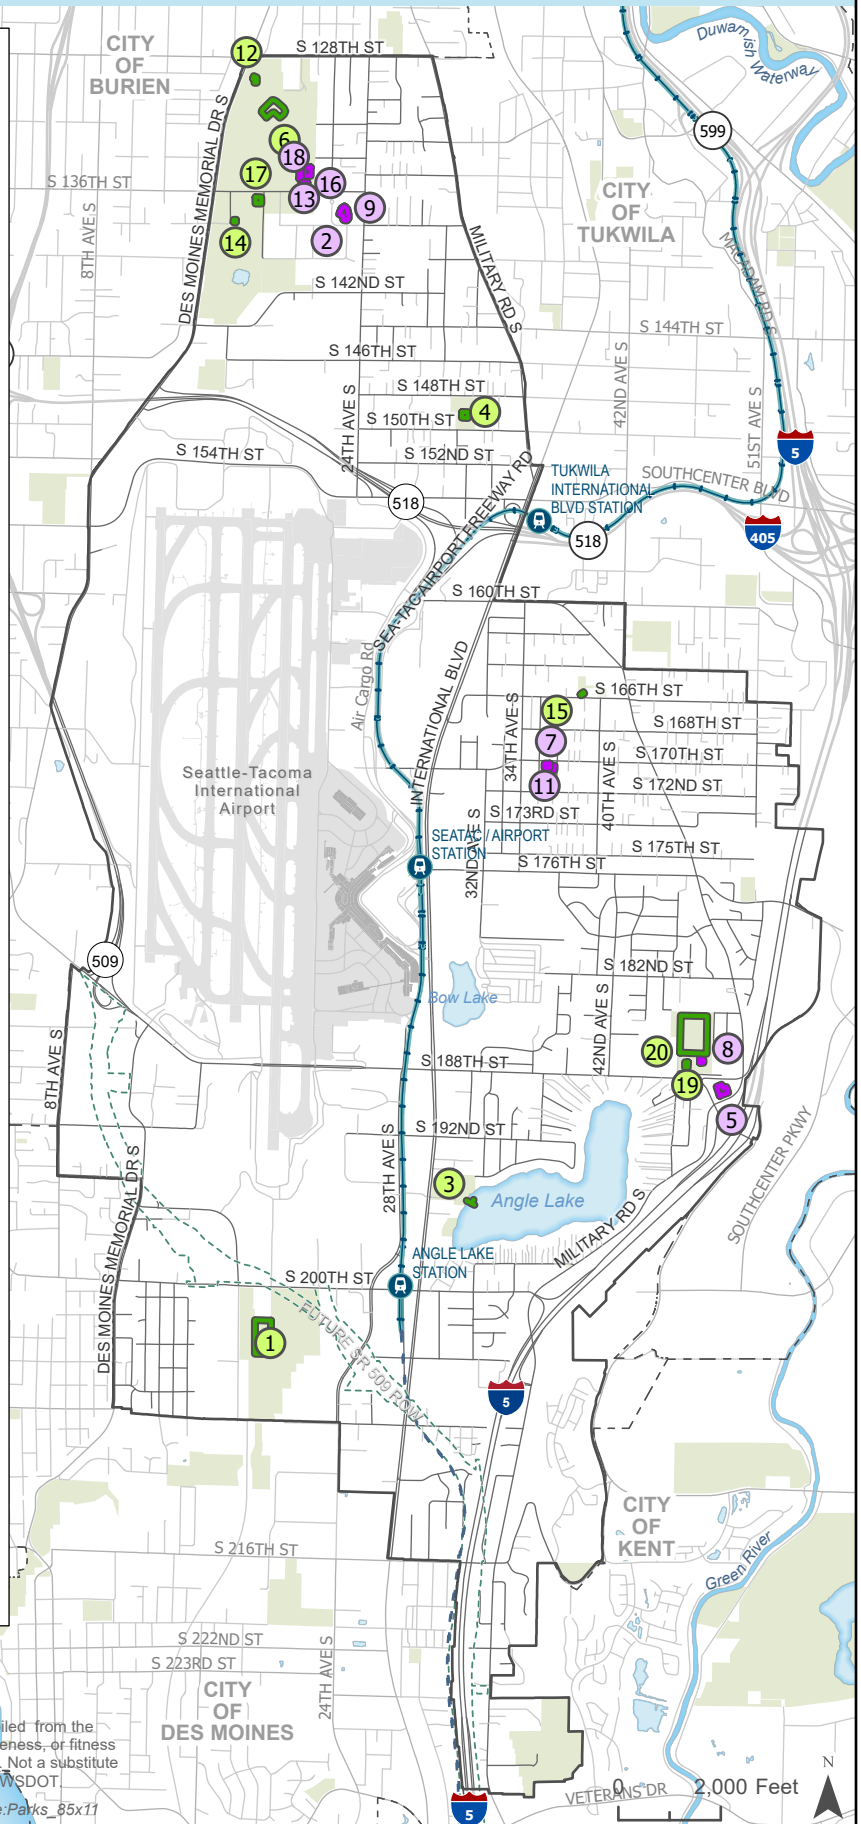 CITY
OF
BURIEN
12
S 128TH ST
Duwamish
Waterway
599
6
18
17
16
13
9
14
2
S 136TH ST
8TH AVE S
DES MOINES MEMORIAL DR S
CITY
OF
TUKWILA
MILITARY RD S
MACADAM RD S
S 142ND ST
S 144TH ST
S 146TH ST
42ND AVE S
51ST AVE S
S 148TH ST
24TH AVE S
S 150TH ST
4
S 152ND ST
S 154TH ST
5
TUKWILA
INTERNATIONAL
BLVD STATION
SOUTHCENTER BLVD
518
518
405
SEA-TAC AIRPORT FREEWAY RD
S 160TH ST
Air Cargo Rd
INTERNATIONAL BLVD
S 166TH ST
15
34TH AVE S
S 168TH ST
7
40TH AVE S
S 170TH ST
Seattle-Tacoma
International
Airport
11
S 172ND ST
S 173RD ST
32ND AVE S
SEATAC / AIRPORT
STATION
S 175TH ST
S 176TH ST
509
S 182ND ST
Bow Lake
42ND AVE S
20
8
19
5
8TH AVE S
S 188TH ST
S 192ND ST
28TH AVE S
3
Angle Lake
SOUTHCENTER PKWY
MILITARY RD S
DES MOINES MEMORIAL DR S
ANGLE LAKE
STATION
S 200TH ST
FUTURE SR 509 ROW
1
5
CITY
OF
KENT
Green River
S 216TH ST
S 222ND ST
S 223RD ST
24TH AVE S
CITY
OF
DES MOINES
iled from the
eness, or fitness
. Not a substitute
WSDOT.
e:Parks_85x11
VETERANS DR
0 2,000 Feet
N
5